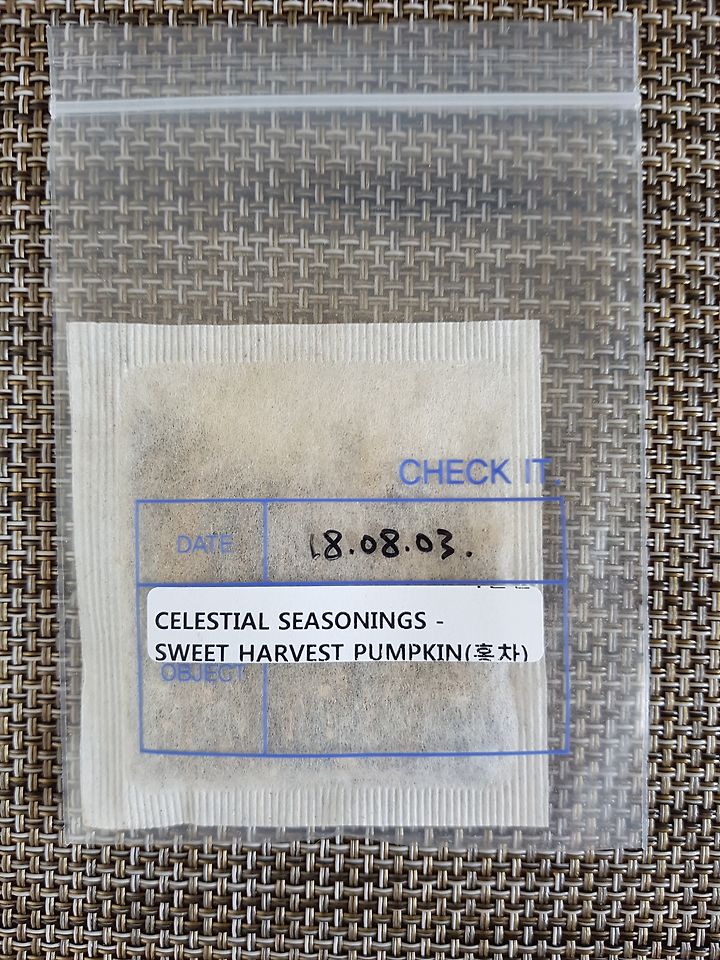 CHECK IT.
DATE
18.08.03.
CELESTIAL SEASONINGS -
SWEET HARVEST PUMPKIN(홍차)
OBJECT